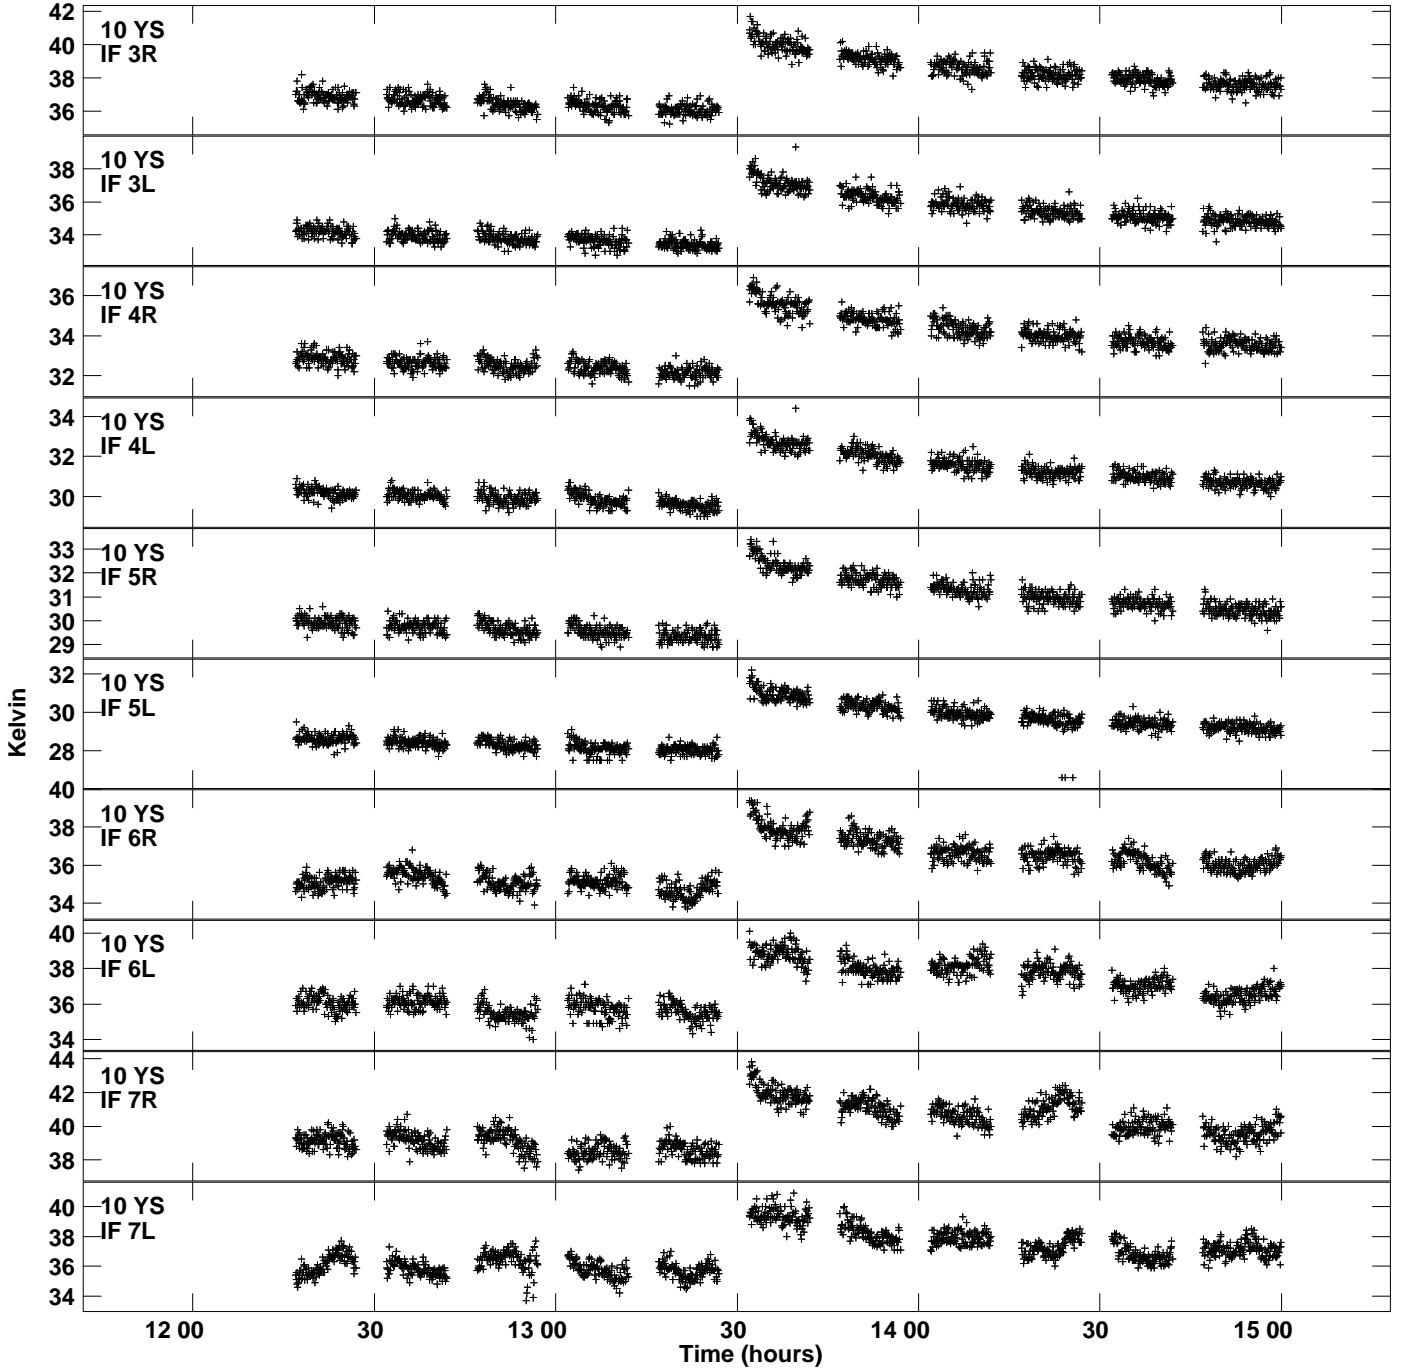 42
40
38
36
10 YS
IF 3R
38
36
34
10 YS
IF 3L
36
34
32
10 YS
IF 4R
34
32
30
10 YS
IF 4L
33
32
31
30
29
10 YS
IF 5R
32
30
28
10 YS
IF 5L
40
38
36
34
10 YS
IF 6R
40
38
36
34
10 YS
IF 6L
44
42
40
38
10 YS
IF 7R
40
38
36
34
10 YS
IF 7L
Kelvin
12 00 30 13 00 30 14 00 30 15 00
Time (hours)